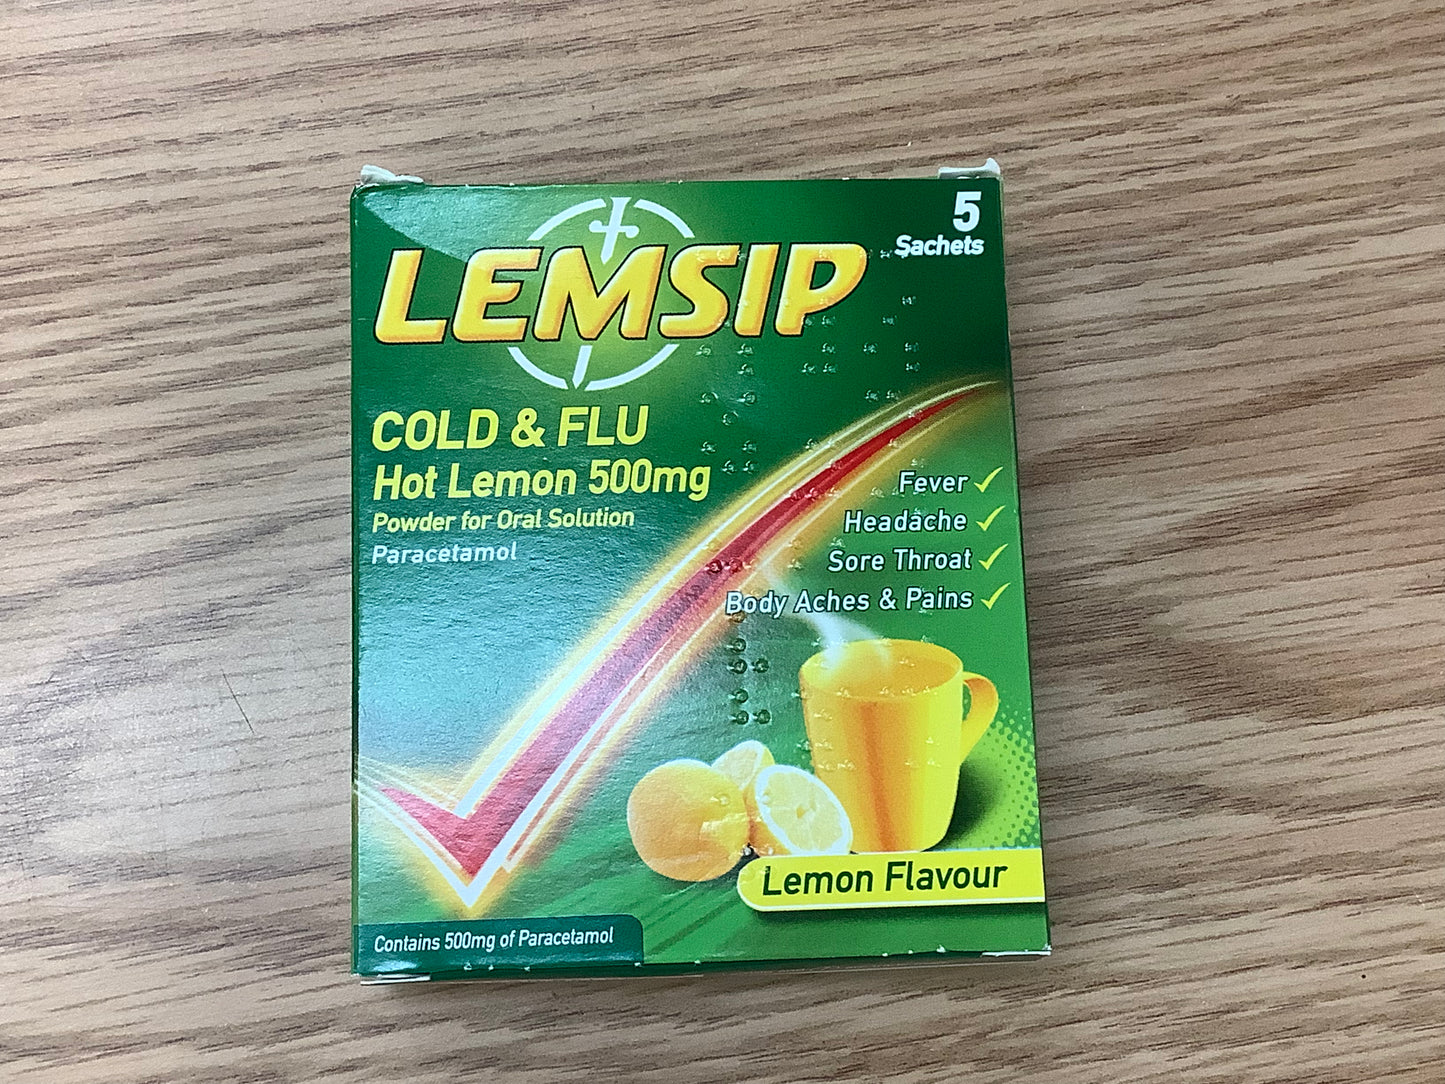 5
Sachets
LEMSIP
COLD & FLU
Hot Lemon 500mg
Powder for Oral Solution
Paracetamol
Fever
Headache
Sore Throat
Body Aches & Pains
Lemon Flavour
Contains 500mg of Paracetamol